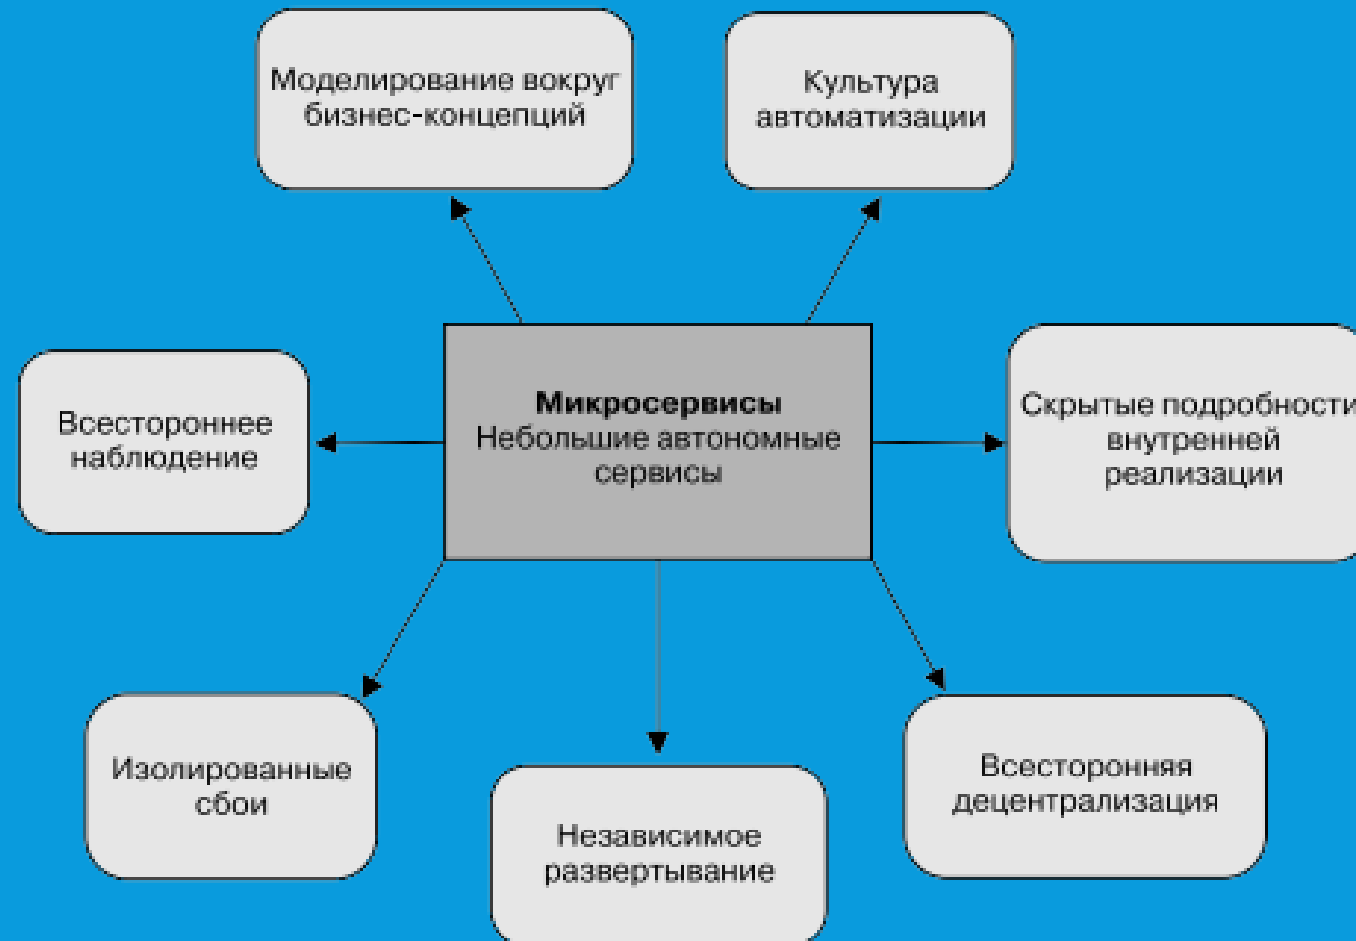 Моделирование вокруг
бизнес-концепций
Культура
автоматизации
Всестороннее
наблюдение
Микросервисы
Небольшие автономные
сервисы
Скрытые подробности
внутренней
реализации
Изолированные
сбои
Независимое
развертывание
Всесторонняя
децентрализация